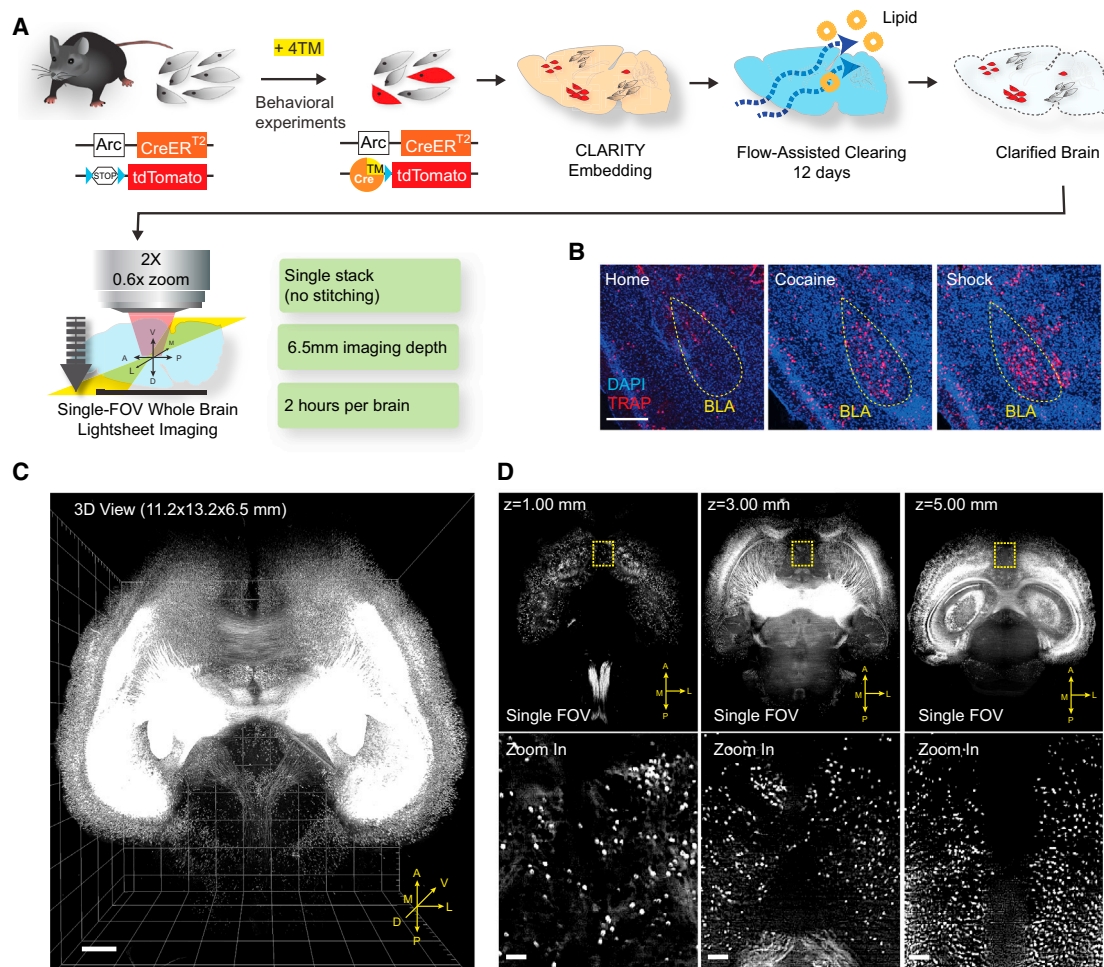 A
+ 4TM
Behavioral
experiments
Arc
CreER^T2
STOP
tdTomato
Arc
CreER^T2
TM
Cre
tdTomato
CLARITY
Embedding
Lipid
Flow-Assisted Clearing
12 days
Clarified Brain
2X
0.6x zoom
V
M
A
P
L
D
Single-FOV Whole Brain
Lightsheet Imaging
Single stack
(no stitching)
6.5mm imaging depth
2 hours per brain
B
Home
DAPI
TRAP
BLA
Cocaine
BLA
Shock
BLA
C
3D View (11.2x13.2x6.5 mm)
A
V
M
L
D
P
D
z=1.00 mm
A
M
L
P
Single FOV
z=3.00 mm
A
M
L
P
Single FOV
z=5.00 mm
A
M
L
P
Single FOV
Zoom In
Zoom In
Zoom In